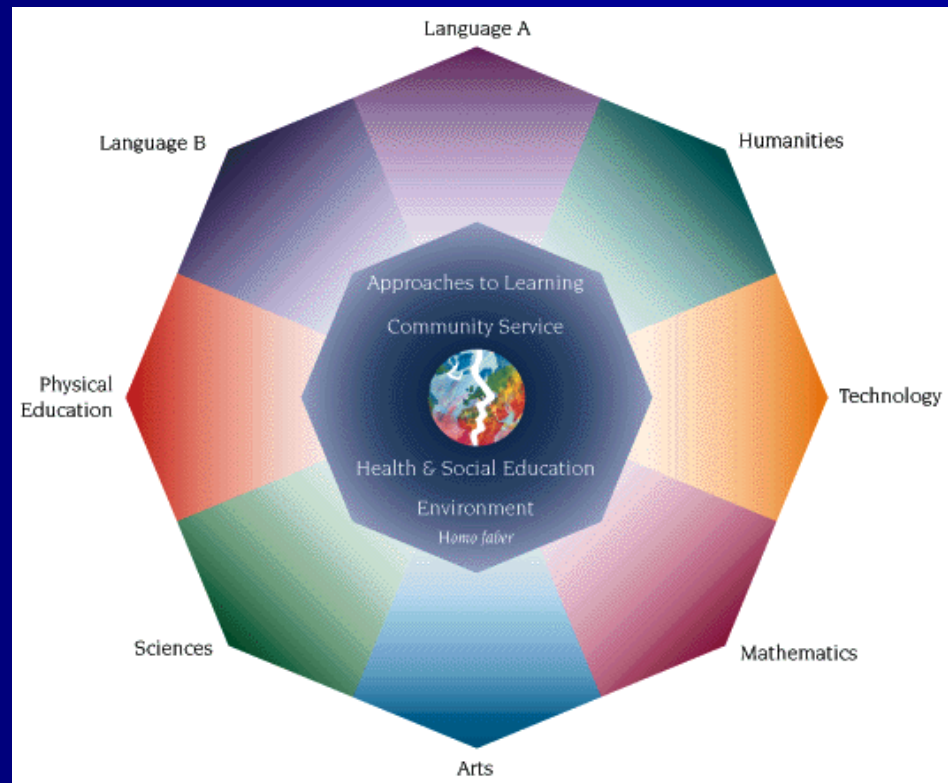 Language A
Language B
Humanities
Approaches to Learning
Community Service
Physical
Education
Technology
Health & Social Education
Environment
Homo faber
Sciences
Mathematics
Arts